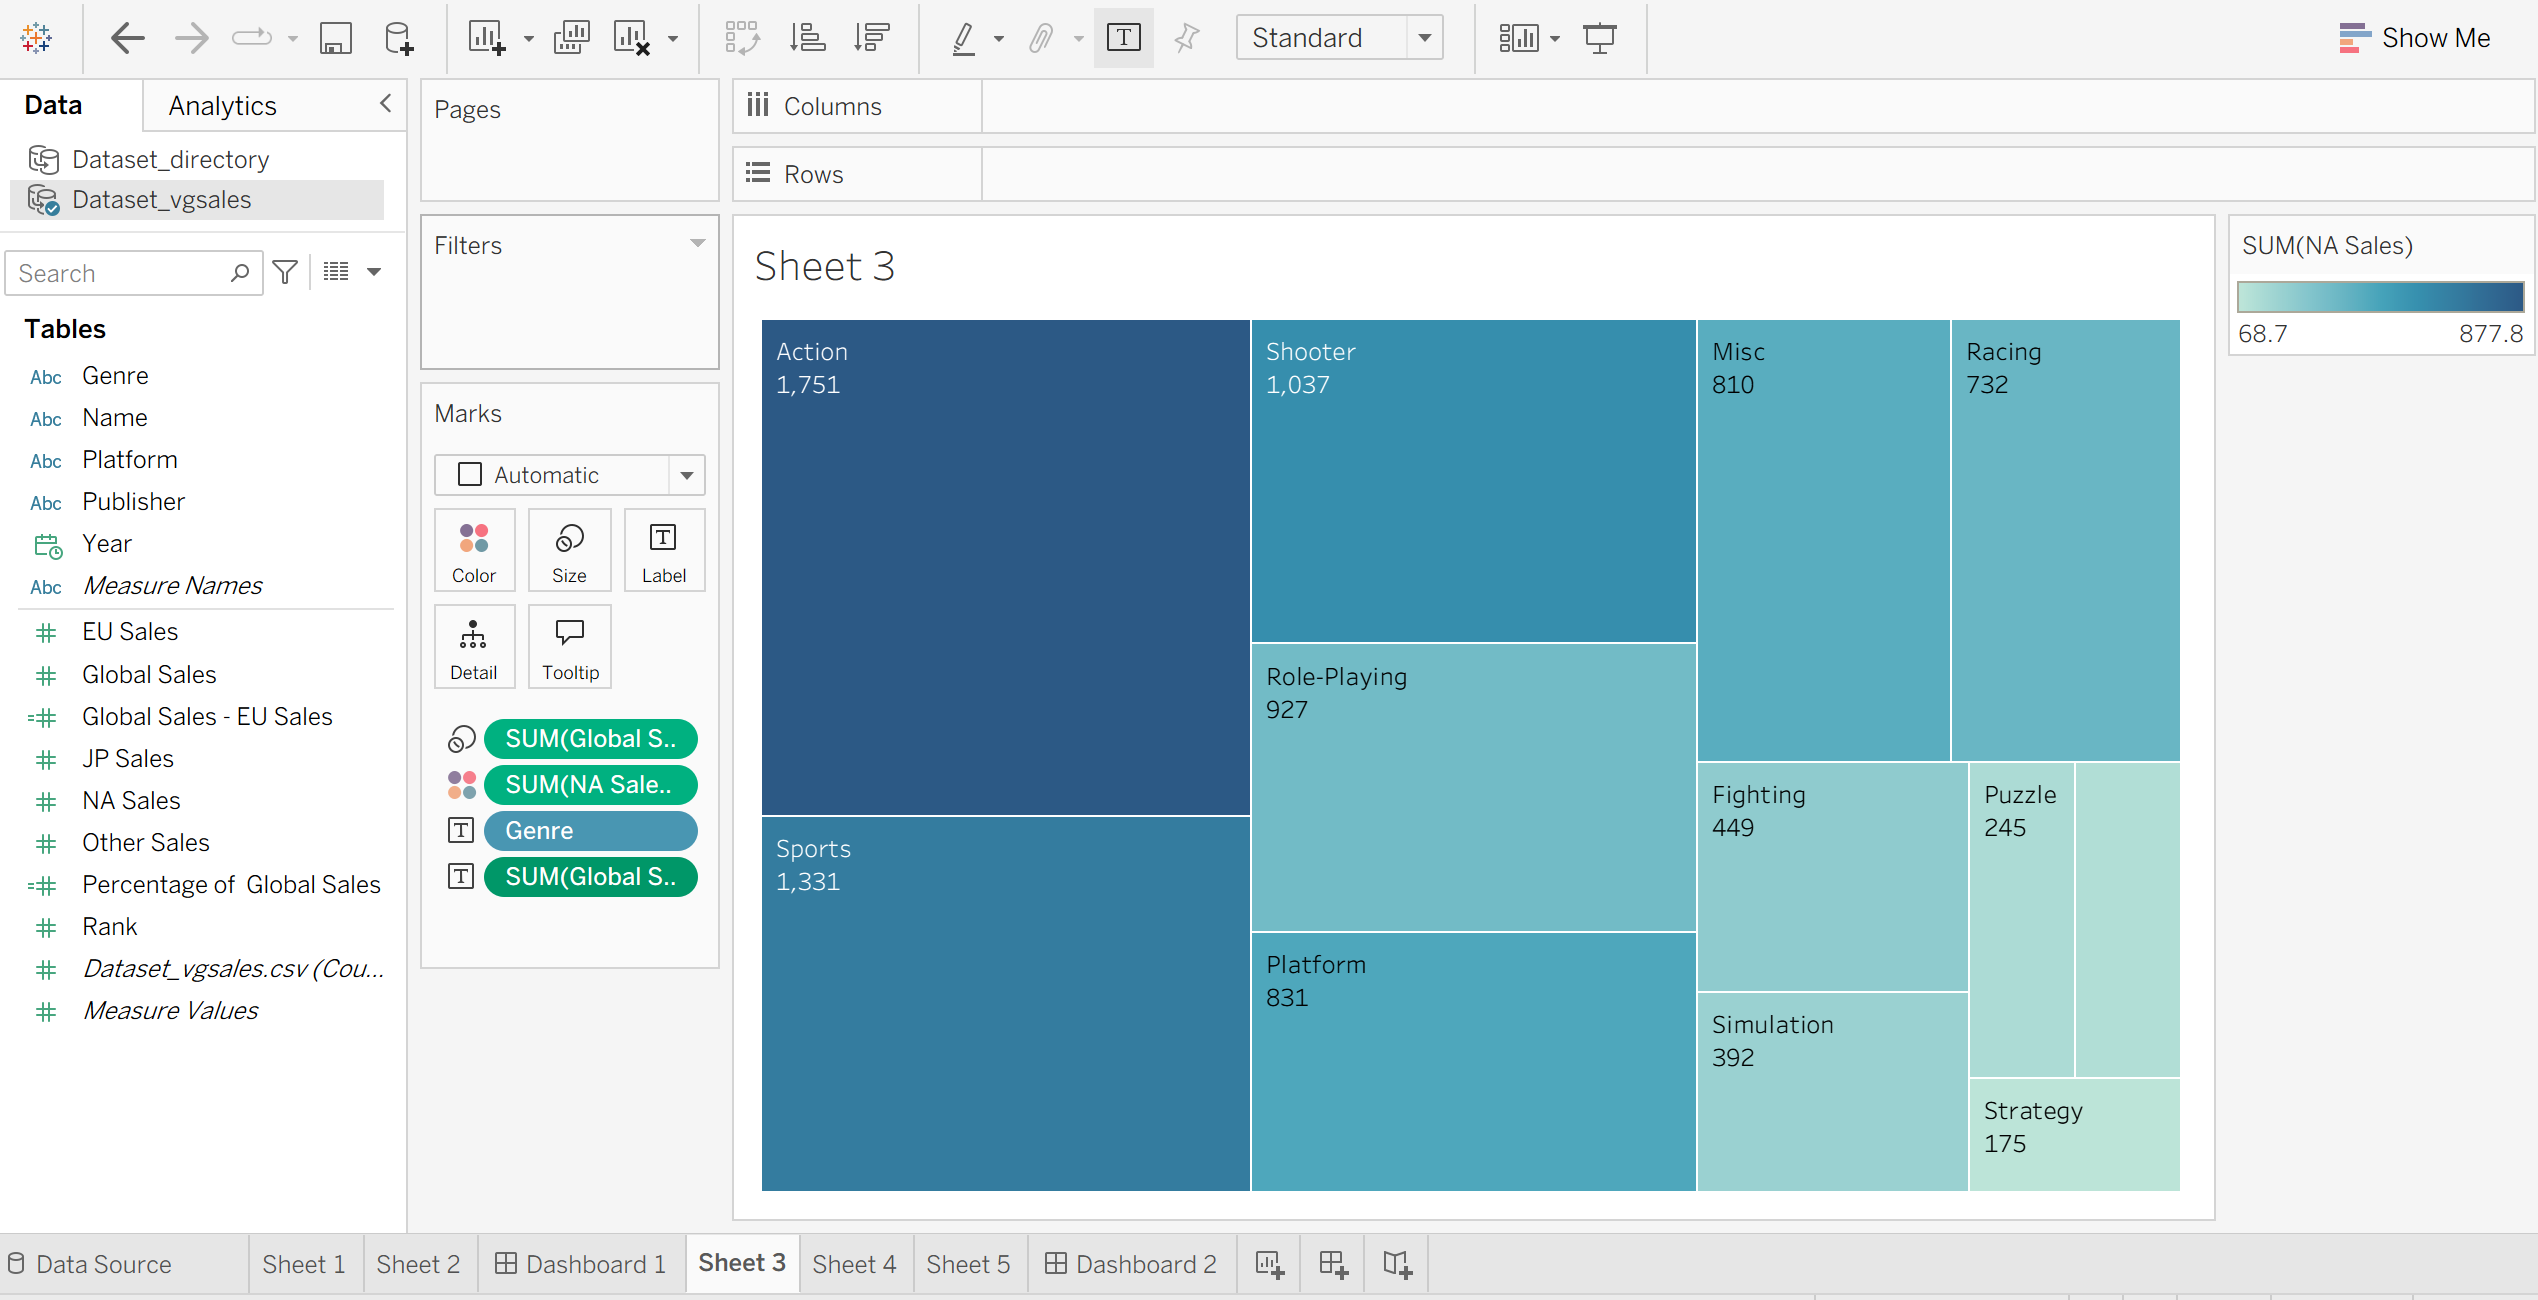 Standard
Show Me
Data
Analytics
Dataset_directory
Dataset_vgsales
Search
Tables
Abc Genre
Abc Name
Abc Platform
Abc Publisher
Year
Abc Measure Names
EU Sales
Global Sales
Global Sales - EU Sales
JP Sales
NA Sales
Other Sales
Percentage of Global Sales
Rank
Dataset_vgsales.csv (Cou...
Measure Values
Pages
Filters
Marks
Automatic
Color
Size
Label
Detail
Tooltip
SUM(Global S..
SUM(NA Sale..
Genre
SUM(Global S..
Columns
Rows
Sheet 3
Action
1,751
Sports
1,331
Shooter
1,037
Role-Playing
927
Platform
831
Misc
810
Racing
732
Fighting
449
Simulation
392
Puzzle
245
Strategy
175
SUM(NA Sales)
68.7 877.8
Data Source
Sheet 1
Sheet 2
Dashboard 1
Sheet 3
Sheet 4
Sheet 5
Dashboard 2